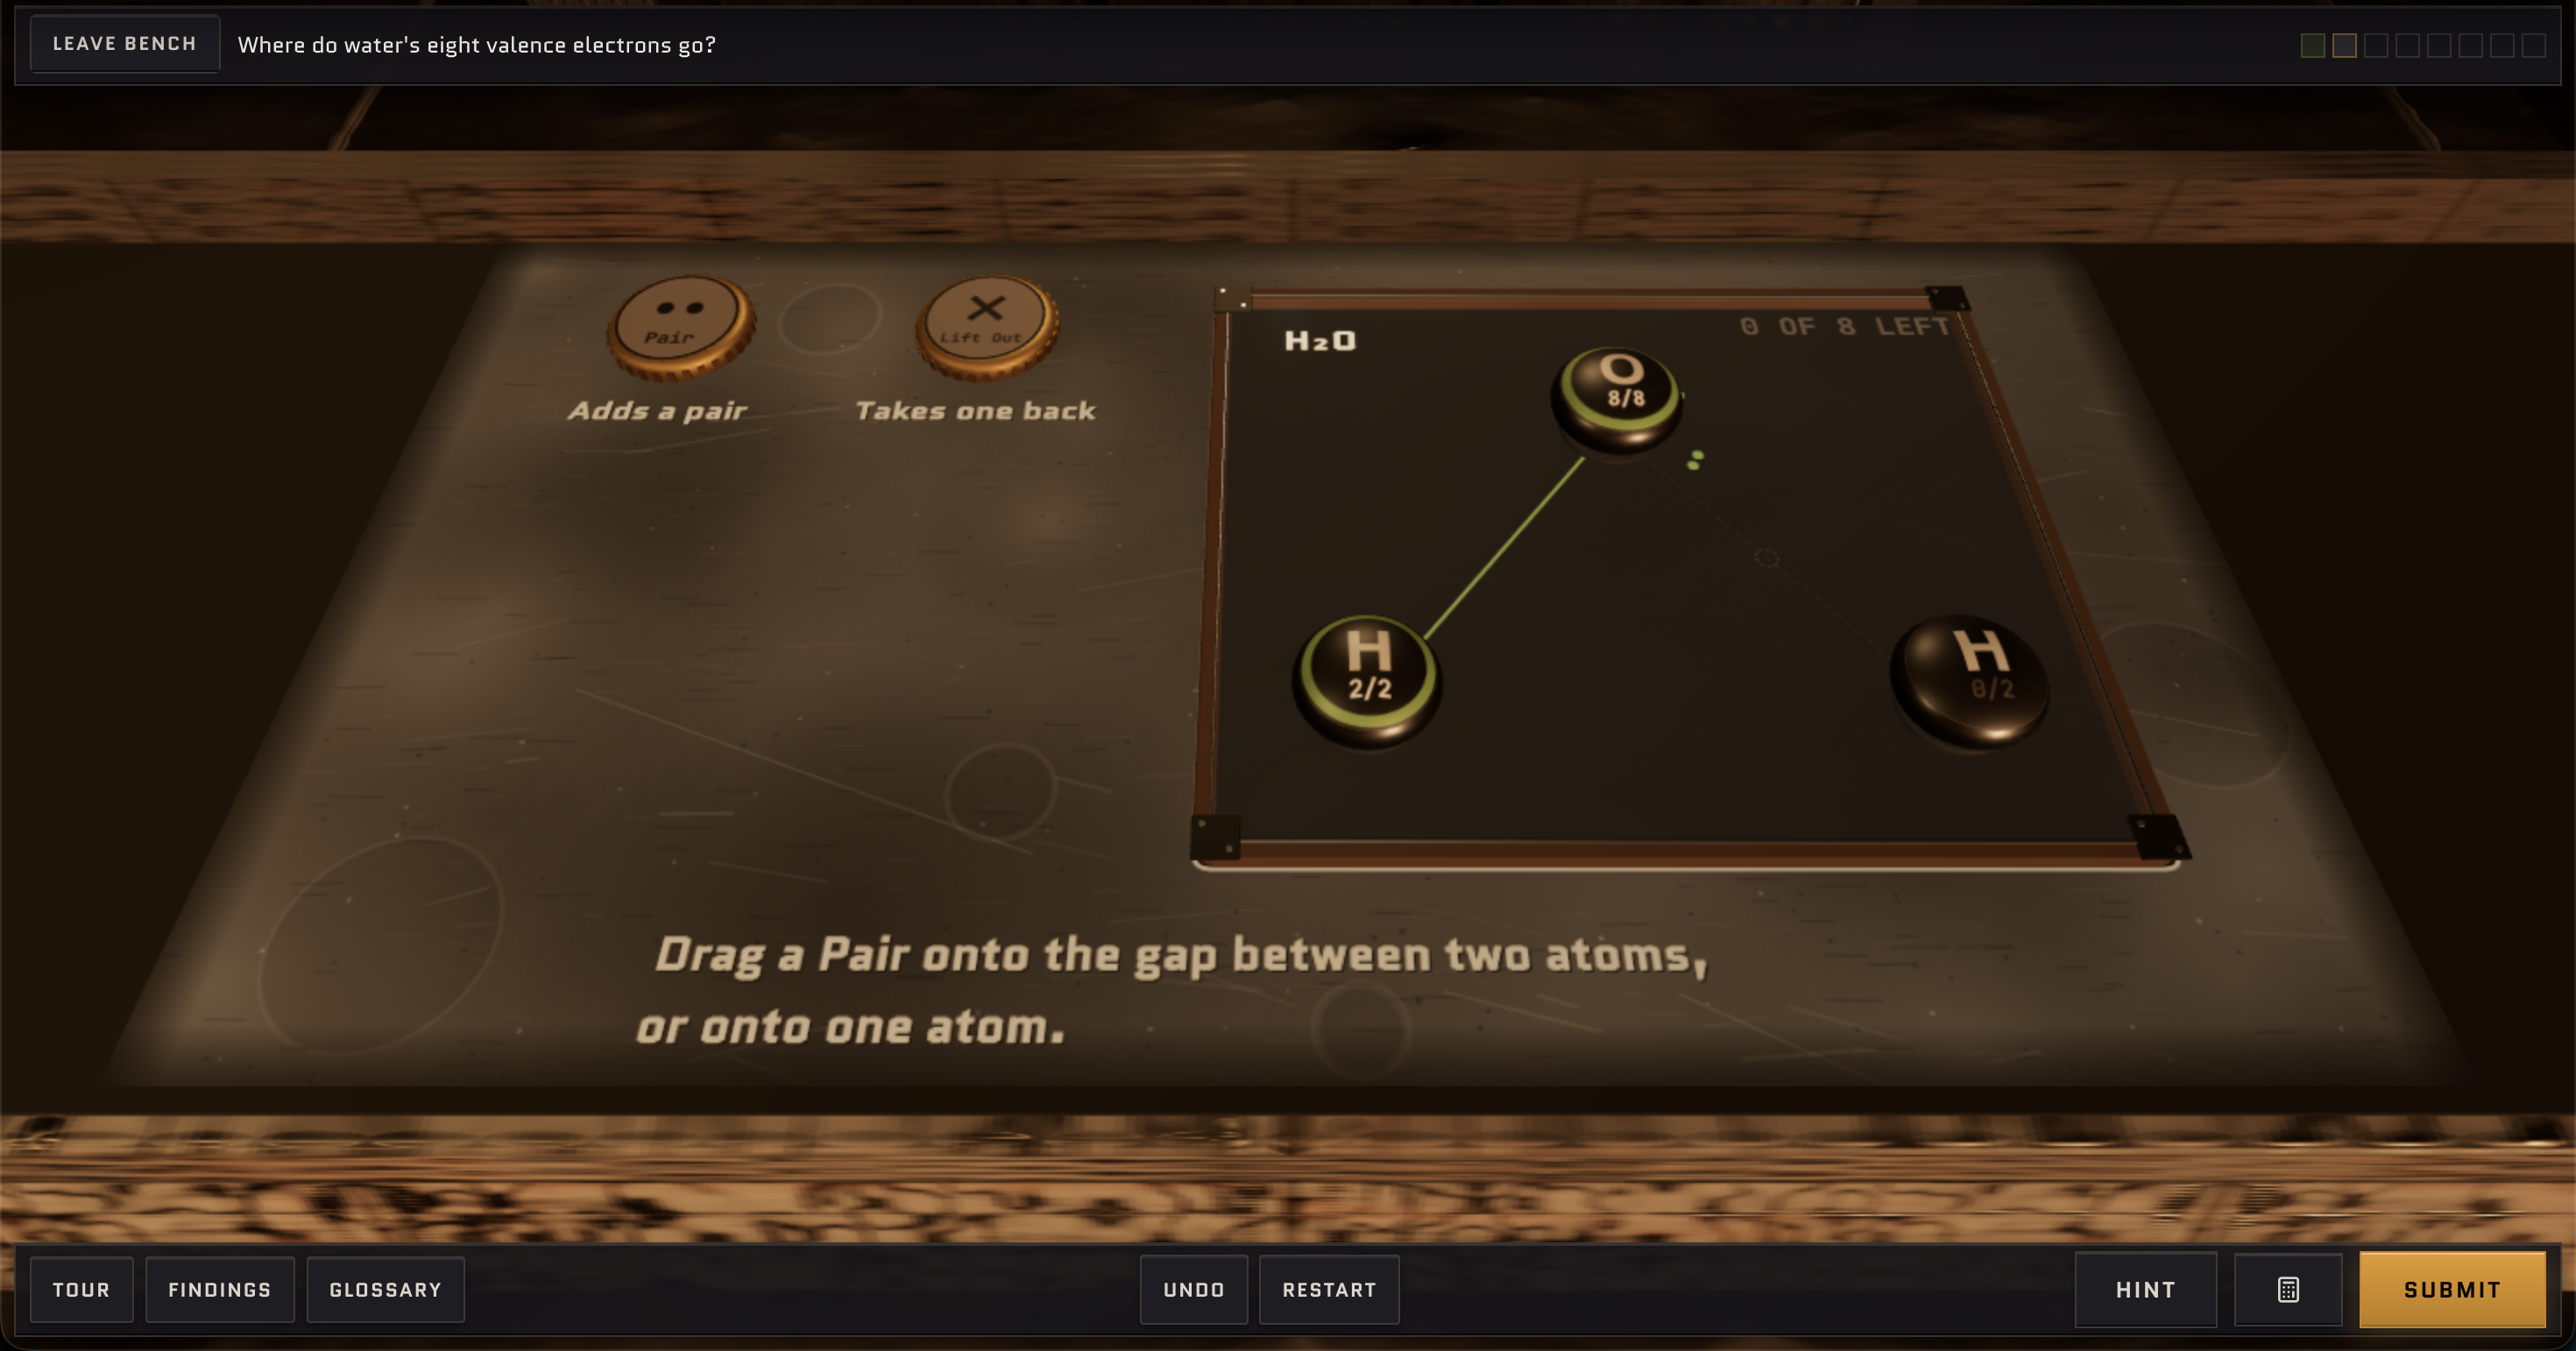 LEAVE BENCH
Where do water's eight valence electrons go?
Pair
Adds a pair
Lift Out
Takes one back
H₂O
0 OF 8 LEFT
O
8/8
H
2/2
H
0/2
Drag a Pair onto the gap between two atoms,
or onto one atom.
TOUR
FINDINGS
GLOSSARY
UNDO
RESTART
HINT
SUBMIT